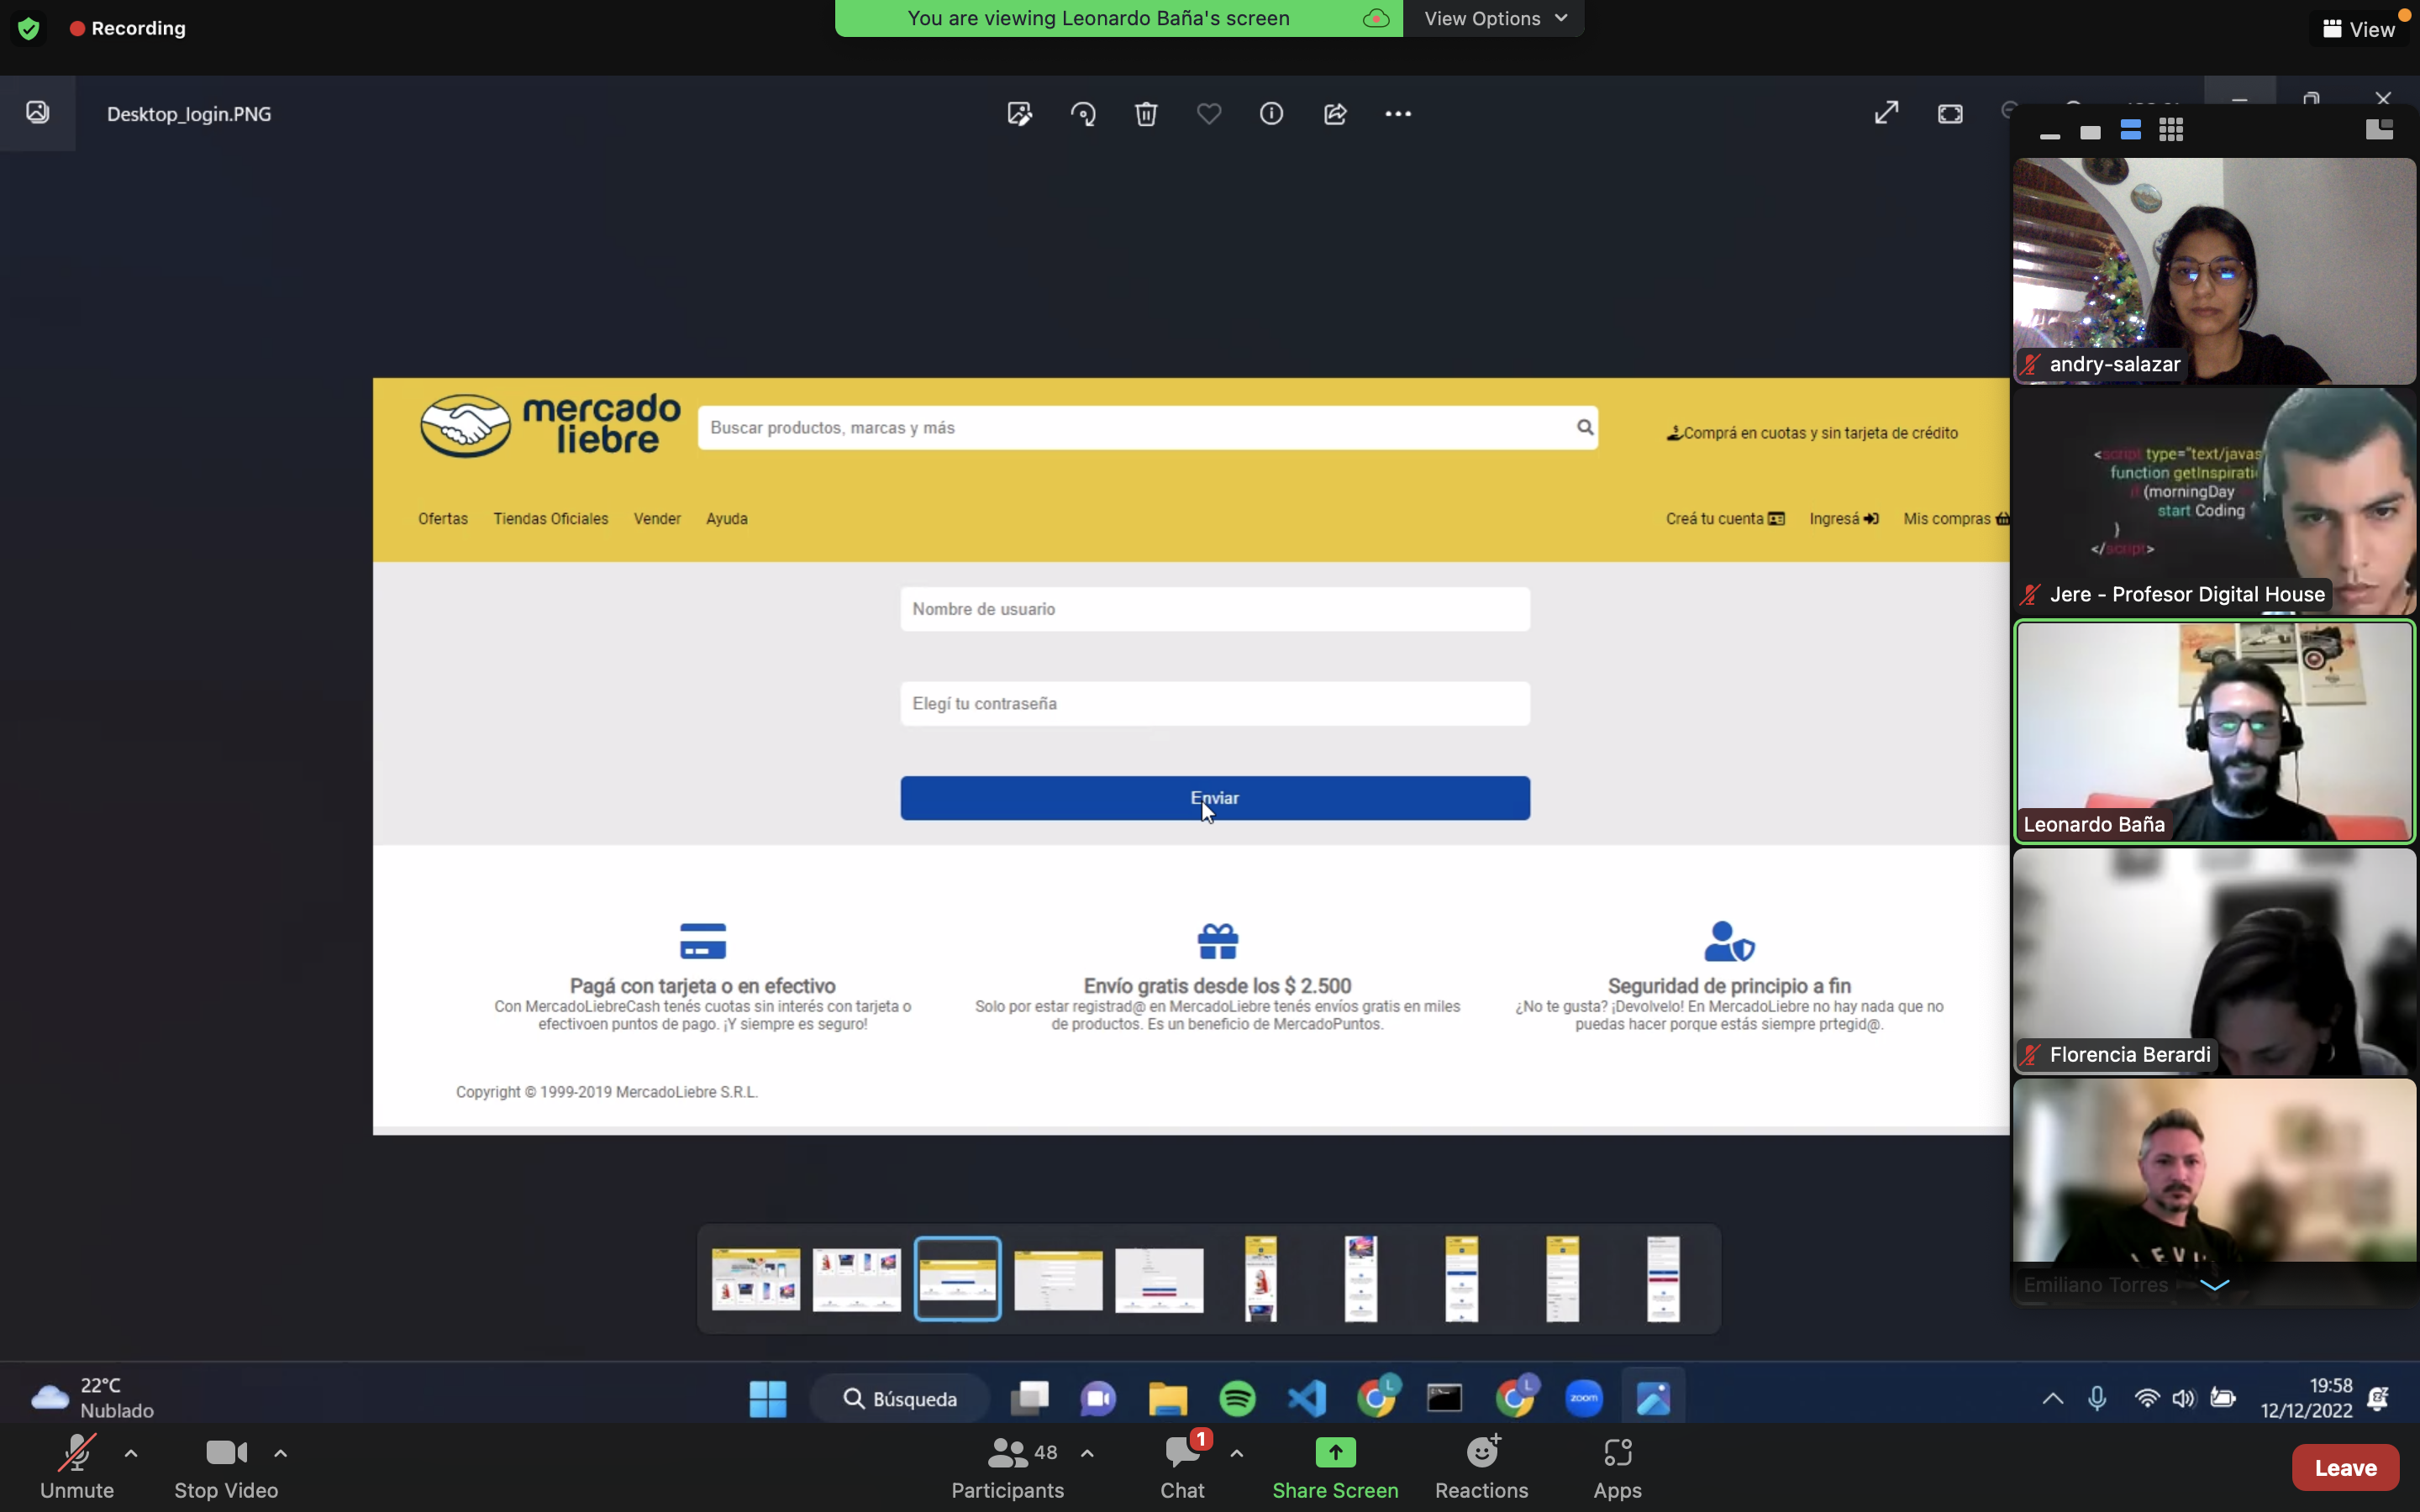 Recording
You are viewing Leonardo Baña's screen
View Options
View
Desktop_login.PNG
mercado
liebre
Buscar productos, marcas y más
Comprá en cuotas y sin tarjeta de crédito
Ofertas Tiendas Oficiales Vender Ayuda
Creá tu cuenta Ingresá Mis compras
Nombre de usuario
Elegí tu contraseña
Enviar
Pagá con tarjeta o en efectivo
Con MercadoLiebreCash tenés cuotas sin interés con tarjeta o
efectivoen puntos de pago. ¡Y siempre es seguro!
Envío gratis desde los $ 2.500
Solo por estar registrad@ en MercadoLiebre tenés envíos gratis en miles
de productos. Es un beneficio de MercadoPuntos.
Seguridad de principio a fin
¿No te gusta? ¡Devolvelo! En MercadoLiebre no hay nada que no
puedas hacer porque estás siempre prtegid@.
Copyright © 1999-2019 MercadoLiebre S.R.L.
andry-salazar
<script type="text/javas
function getInspirati
if (morningDay
start Coding
}
</script>
Jere - Profesor Digital House
Leonardo Baña
Florencia Berardi
LEVI
Emiliano Torres
22°C
Nublado
Búsqueda
L
L
zoom
19:58
12/12/2022
Unmute
Stop Video
48
Participants
1
Chat
Share Screen
Reactions
Apps
Leave